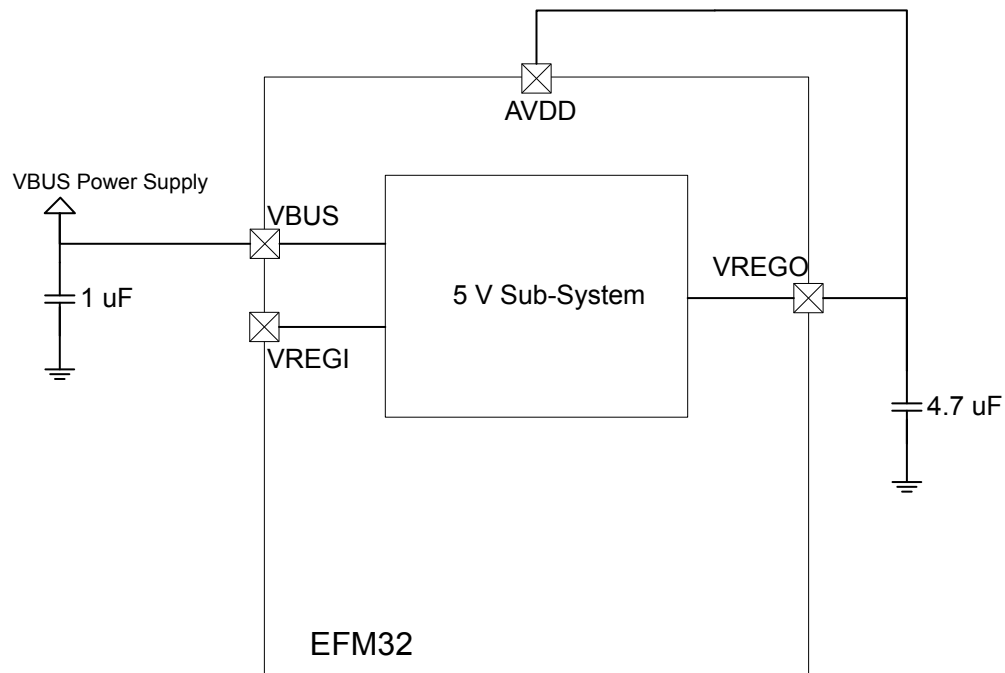 AVDD
VBUS Power Supply
VBUS
VREGO
1 uF
5 V Sub-System
VREGI
4.7 uF
EFM32